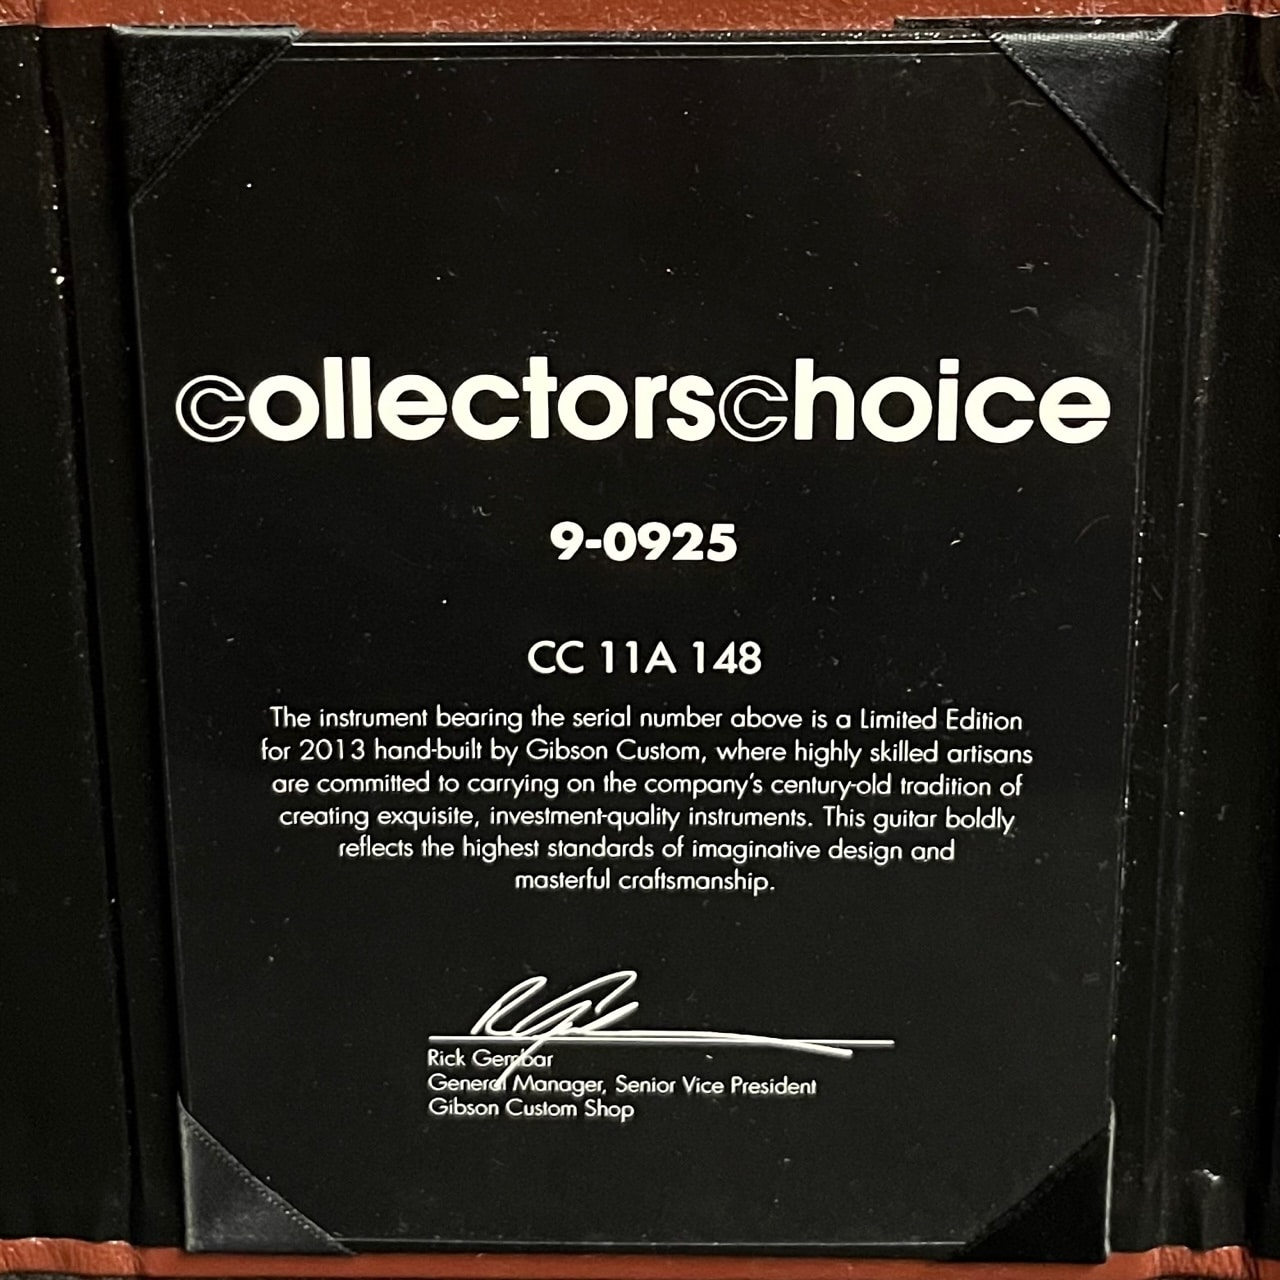 collectorschoice
9-0925
CC 11A 148
The instrument bearing the serial number above is a Limited Edition
for 2013 hand-built by Gibson Custom, where highly skilled artisans
are committed to carrying on the company's century-old tradition of
creating exquisite, investment-quality instruments. This guitar boldly
reflects the highest standards of imaginative design and
masterful craftsmanship.
Rick Gembar
General Manager, Senior Vice President
Gibson Custom Shop